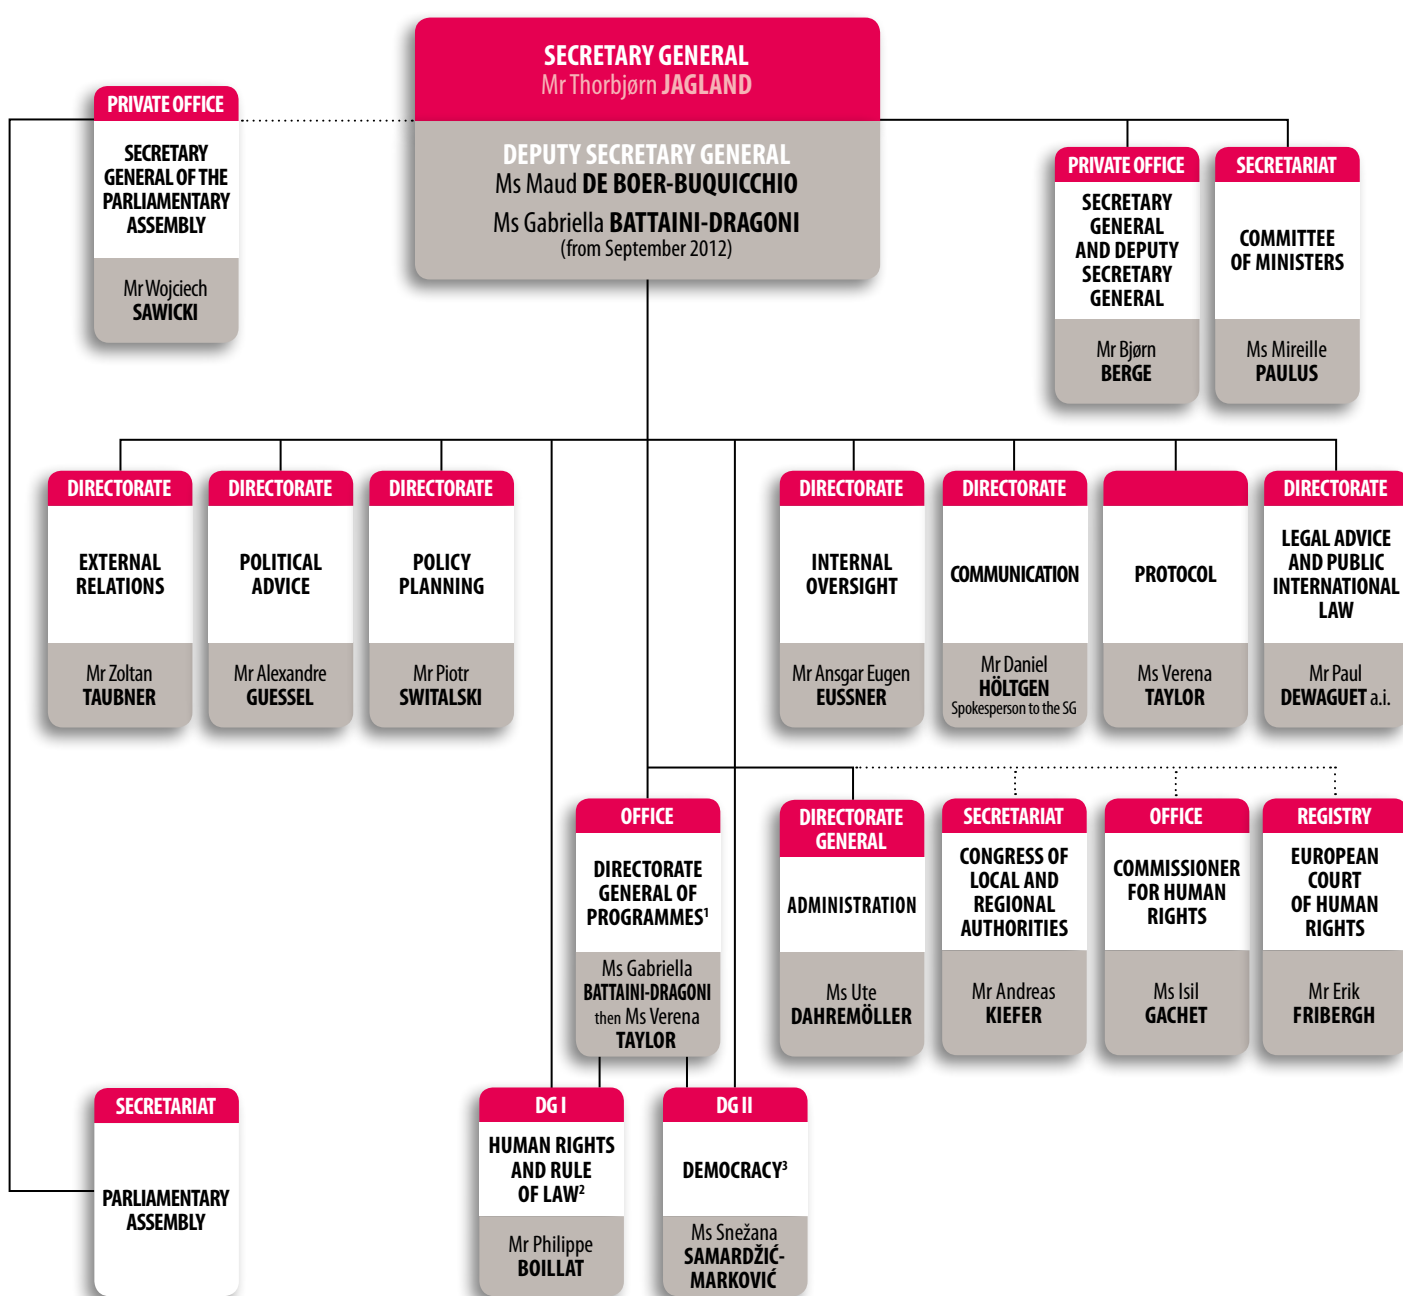 SECRETARY GENERAL
Mr Thorbjørn JAGLAND
DEPUTY SECRETARY GENERAL
Ms Maud DE BOER-BUQUICCHIO
Ms Gabriella BATTAINI-DRAGONI
(from September 2012)
PRIVATE OFFICE
SECRETARY
GENERAL OF THE
PARLIAMENTARY
ASSEMBLY
Mr Wojciech
SAWICKI
PRIVATE OFFICE
SECRETARY
GENERAL
AND DEPUTY
SECRETARY
GENERAL
Mr Bjørn
BERGE
SECRETARIAT
COMMITTEE
OF MINISTERS
Ms Mireille
PAULUS
DIRECTORATE
EXTERNAL
RELATIONS
Mr Zoltan
TAUBNER
DIRECTORATE
POLITICAL
ADVICE
Mr Alexandre
GUESSEL
DIRECTORATE
POLICY
PLANNING
Mr Piotr
SWITALSKI
DIRECTORATE
INTERNAL
OVERSIGHT
Mr Ansgar Eugen
EUSSNER
DIRECTORATE
COMMUNICATION
Mr Daniel
HÖLTGEN
Spokesperson to the SG
PROTOCOL
Ms Verena
TAYLOR
DIRECTORATE
LEGAL ADVICE
AND PUBLIC
INTERNATIONAL
LAW
Mr Paul
DEWAGUET a.i.
OFFICE
DIRECTORATE
GENERAL OF
PROGRAMMES¹
Ms Gabriella
BATTAINI-DRAGONI
then Ms Verena
TAYLOR
DIRECTORATE
GENERAL
ADMINISTRATION
Ms Ute
DAHREMÖLLER
SECRETARIAT
CONGRESS OF
LOCAL AND
REGIONAL
AUTHORITIES
Mr Andreas
KIEFER
OFFICE
COMMISSIONER
FOR HUMAN
RIGHTS
Ms Isil
GACHET
REGISTRY
EUROPEAN
COURT
OF HUMAN
RIGHTS
Mr Erik
FRIBERGH
SECRETARIAT
PARLIAMENTARY
ASSEMBLY
DG I
HUMAN RIGHTS
AND RULE
OF LAW²
Mr Philippe
BOILLAT
DG II
DEMOCRACY³
Ms Snežana
SAMARDŽIĆ-
MARKOVIĆ